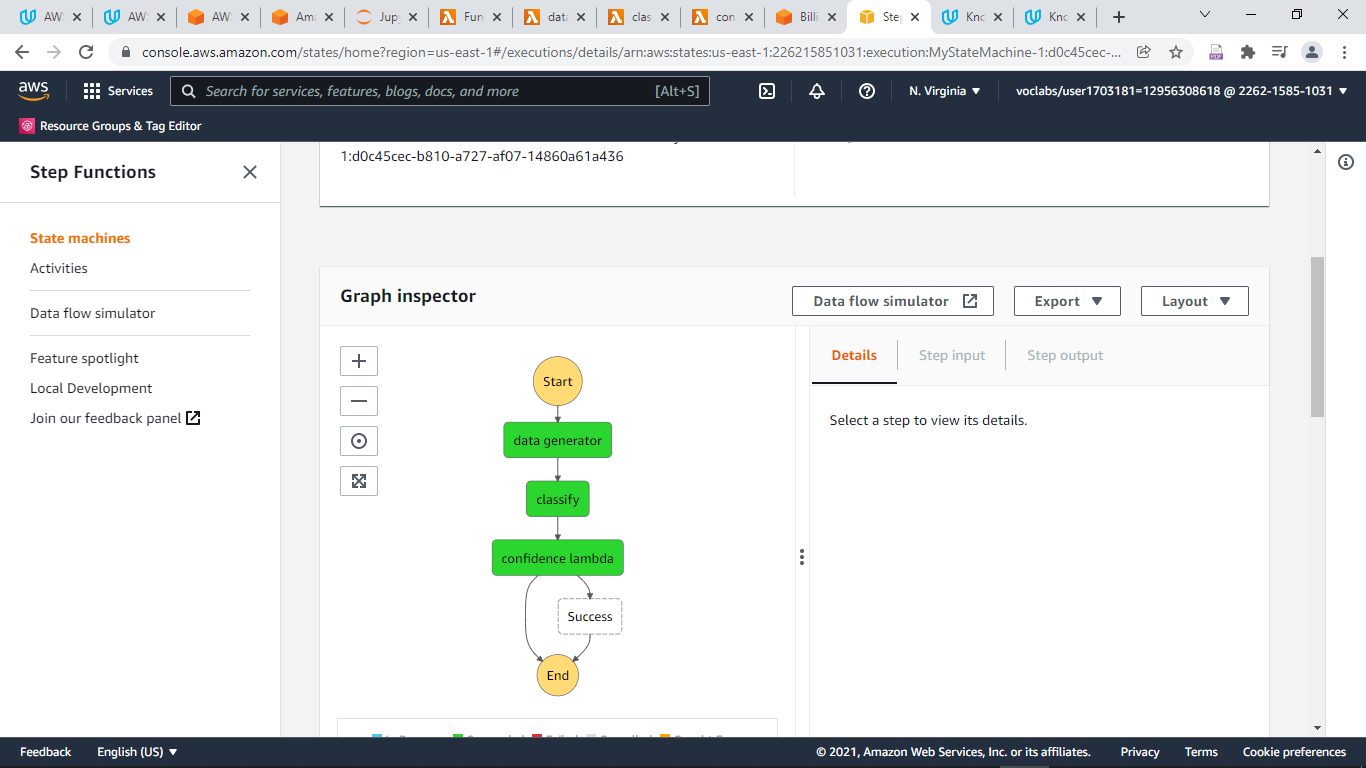 AW
AW
AW
Ama
Jup
Fun
data
clas
con
Billi
Step
Kno
Kno
console.aws.amazon.com/states/home?region=us-east-1#/executions/details/arn:aws:states:us-east-1:226215851031:execution:MyStateMachine-1:d0c45cec-...
aws
Services
Search for services, features, blogs, docs, and more
[Alt+S]
N. Virginia
voclabs/user1703181=12956308618 @ 2262-1585-1031
Resource Groups & Tag Editor
Step Functions
State machines
Activities
Data flow simulator
Feature spotlight
Local Development
Join our feedback panel
1:d0c45cec-b810-a727-af07-14860a61a436
Graph inspector
Data flow simulator
Export
Layout
Start
data generator
classify
confidence lambda
Success
End
Details
Step input
Step output
Select a step to view its details.
Feedback
English (US)
© 2021, Amazon Web Services, Inc. or its affiliates.
Privacy
Terms
Cookie preferences